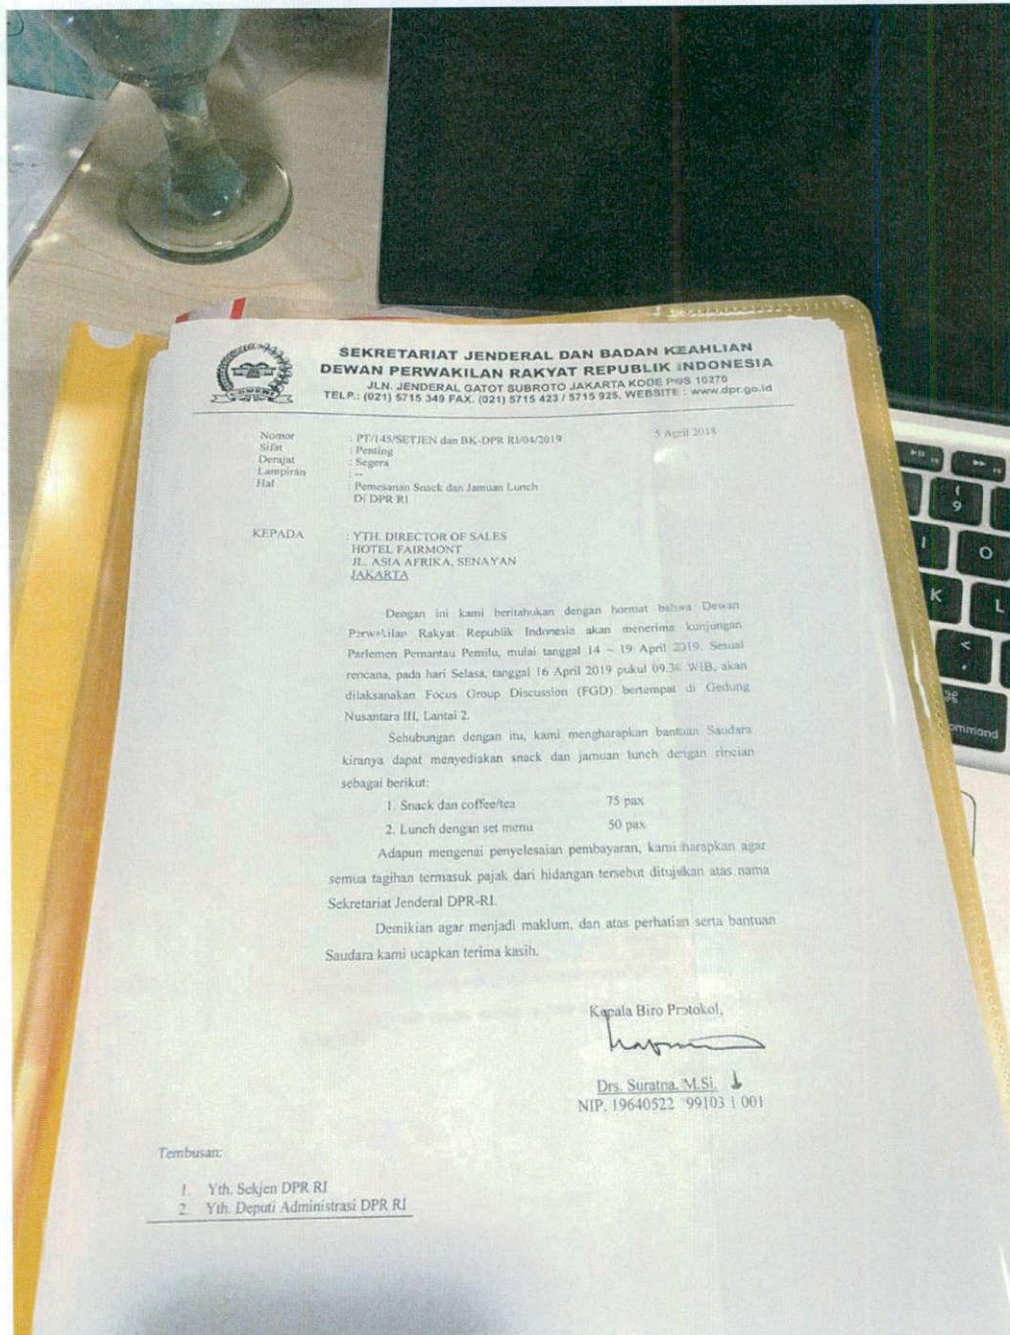 SEKRETARIAT JENDERAL DAN BADAN KEAHLIAN
DEWAN PERWAKILAN RAKYAT REPUBLIK INDONESIA
JLN. JENDERAL GATOT SUBROTO JAKARTA KODE POS 10270
TELP.: (021) 5715 349 FAX. (021) 5715 423 / 5715 925, WEBSITE : www.dpr.go.id
Nomor : PT/145/SETJEN dan BK-DPR RI/04/2019 5 April 2018
Sifat : Penting
Derajat : Segera
Lampiran : --
Hal : Pemesanan Snack dan Jamuan Lunch
Di DPR RI
KEPADA : YTH. DIRECTOR OF SALES
HOTEL FAIRMONT
JL. ASIA AFRIKA, SENAYAN
JAKARTA
Dengan ini kami beritahukan dengan hormat bahwa Dewan
Perwakilan Rakyat Republik Indonesia akan menerima kunjungan
Parlemen Pemantau Pemilu, mulai tanggal 14 – 19 April 2019. Sesuai
rencana, pada hari Selasa, tanggal 16 April 2019 pukul 09.30 WIB, akan
dilaksanakan Focus Group Discussion (FGD) bertempat di Gedung
Nusantara III, Lantai 2.
Sehubungan dengan itu, kami mengharapkan bantuan Saudara
kiranya dapat menyediakan snack dan jamuan lunch dengan rincian
sebagai berikut:
1. Snack dan coffee/tea 75 pax
2. Lunch dengan set menu 50 pax
Adapun mengenai penyelesaian pembayaran, kami harapkan agar
semua tagihan termasuk pajak dari hidangan tersebut ditujukan atas nama
Sekretariat Jenderal DPR-RI.
Demikian agar menjadi maklum, dan atas perhatian serta bantuan
Saudara kami ucapkan terima kasih.
Kepala Biro Protokol,
Drs. Suratna, M.Si.
NIP. 19640522 99103 1 001
Tembusan:
1. Yth. Sekjen DPR RI
2. Yth. Deputi Administrasi DPR RI
(
9
I
O
K
L
<
,
⌘
command